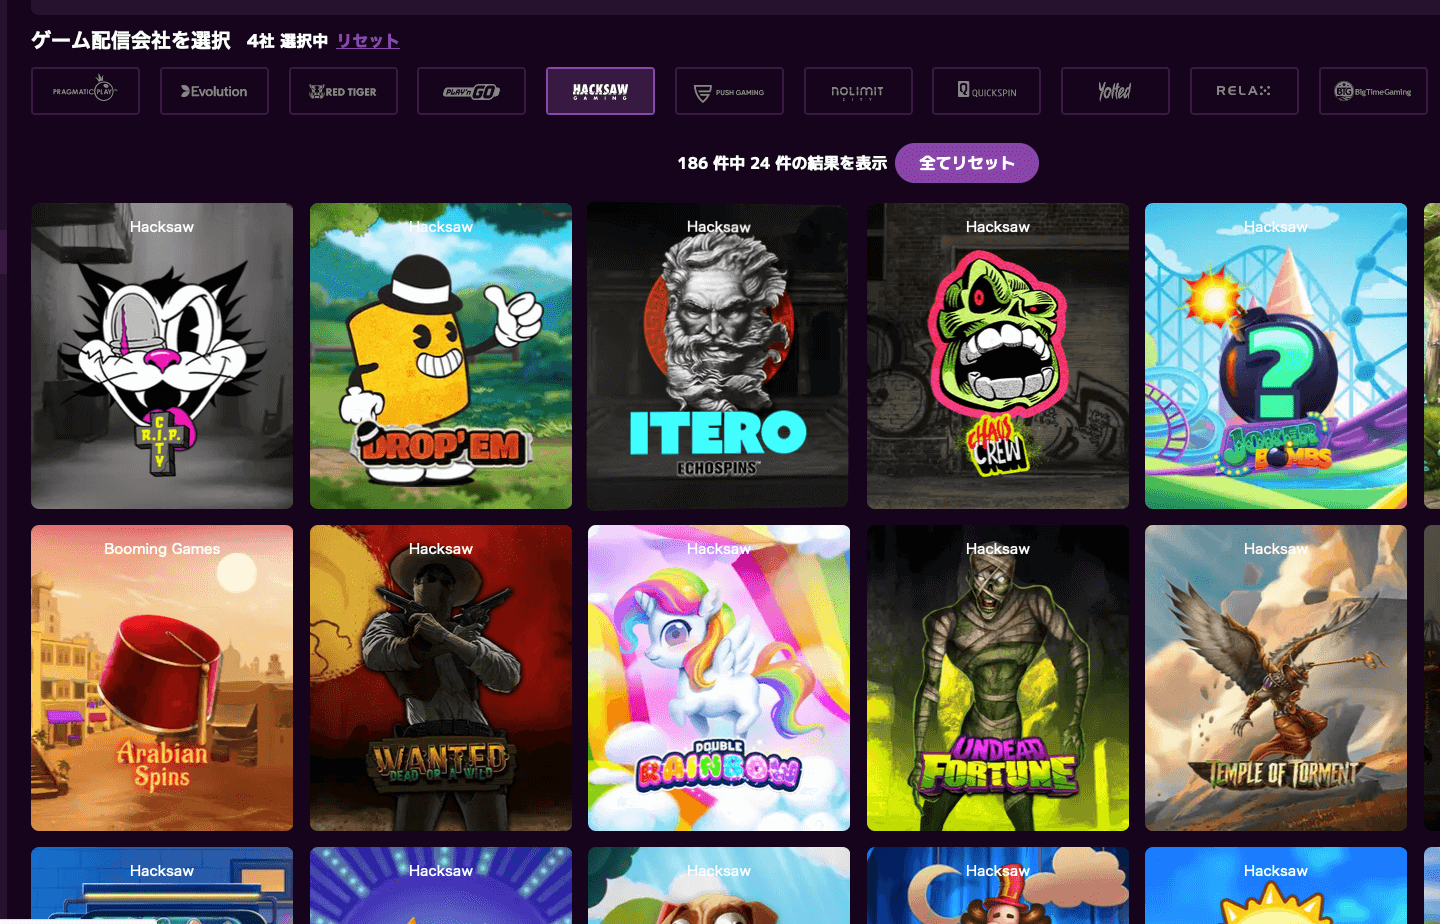 ゲーム配信会社を選択 4社 選択中 リセット
PRAGMATIC PLAY
Evolution
RED TIGER
PLAY'n GO
HACKSAW
GAMING
PUSH GAMING
NOLIMIT
CITY
QUICKSPIN
Yolted
RELAX
BIG BigTimeGaming
186 件中 24 件の結果を表示 全てリセット
Hacksaw
R.I.P.
CITY
Hacksaw
DROP'EM
Hacksaw
ITERO
ECHOSPINS™
Hacksaw
CHAOS
CREW
Hacksaw
?
JOKER
BOMBS
Booming Games
Arabian
Spins
Hacksaw
WANTED
DEAD OR A WILD
Hacksaw
DOUBLE
RAINBOW
Hacksaw
UNDEAD
FORTUNE
Hacksaw
TEMPLE OF TORMENT
Hacksaw
Hacksaw
Hacksaw
Hacksaw
Hacksaw